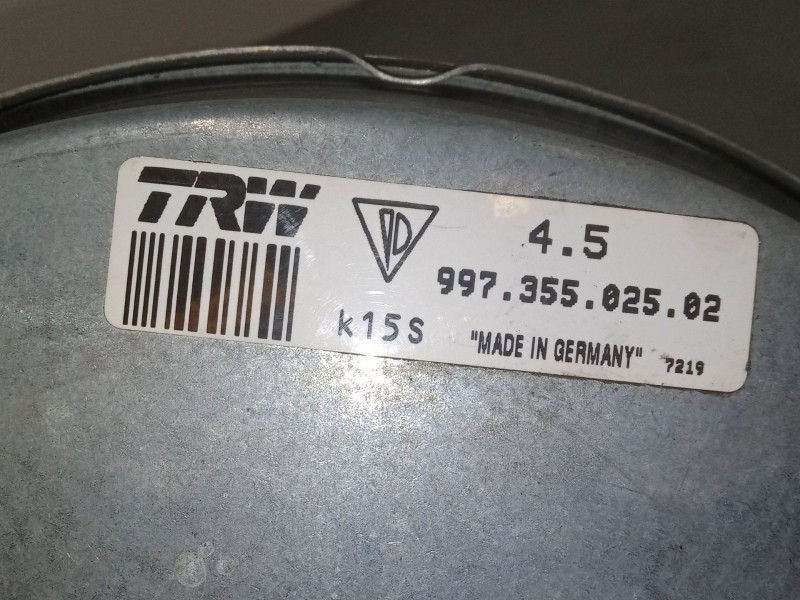 TRW
4.5
997.355.025.02
k15S
"MADE IN GERMANY" 7219